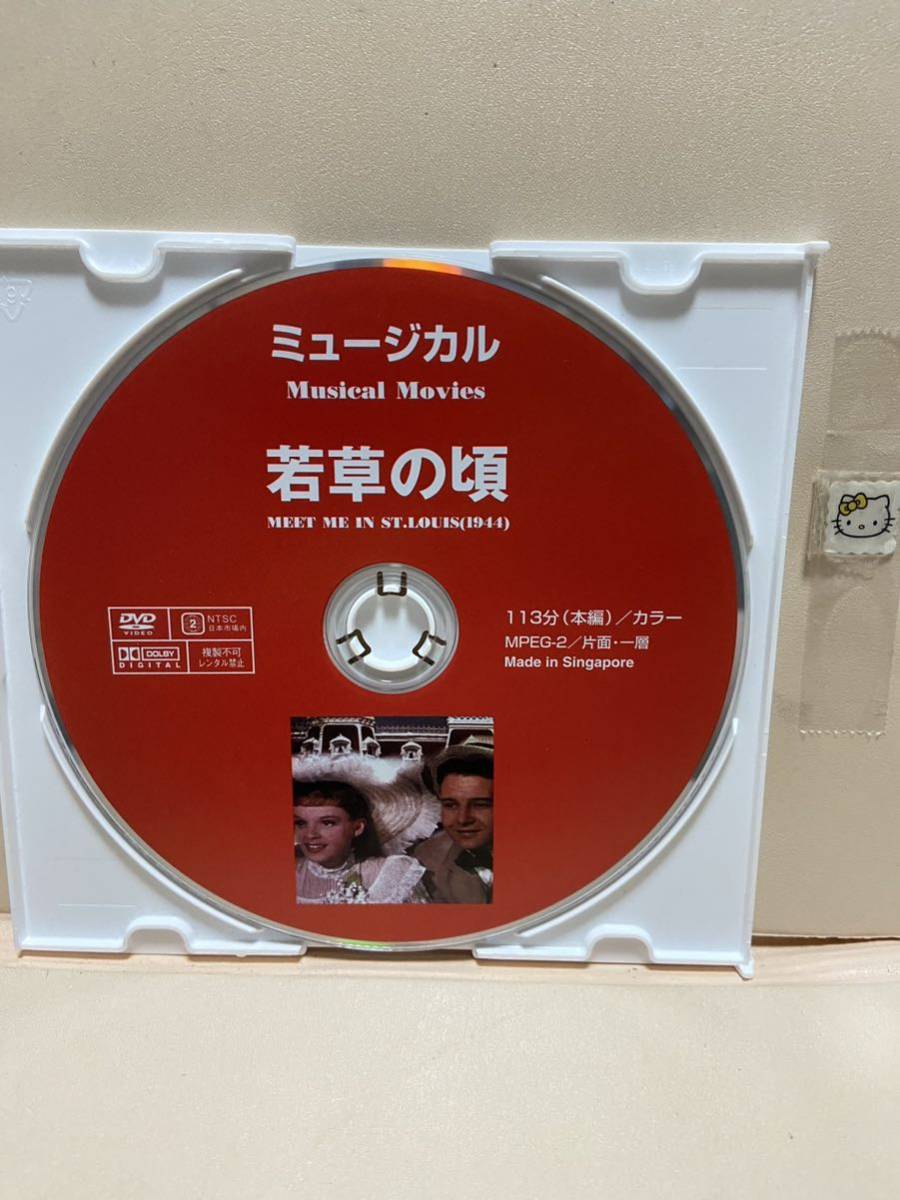 ミュージカル
Musical Movies
若草の頃
MEET ME IN ST.LOUIS(1944)
DVD
VIDEO
2
NTSC
日本市場内
DOLBY
DIGITAL
複製不可
レンタル禁止
113分(本編)/カラー
MPEG-2/片面・一層
Made in Singapore